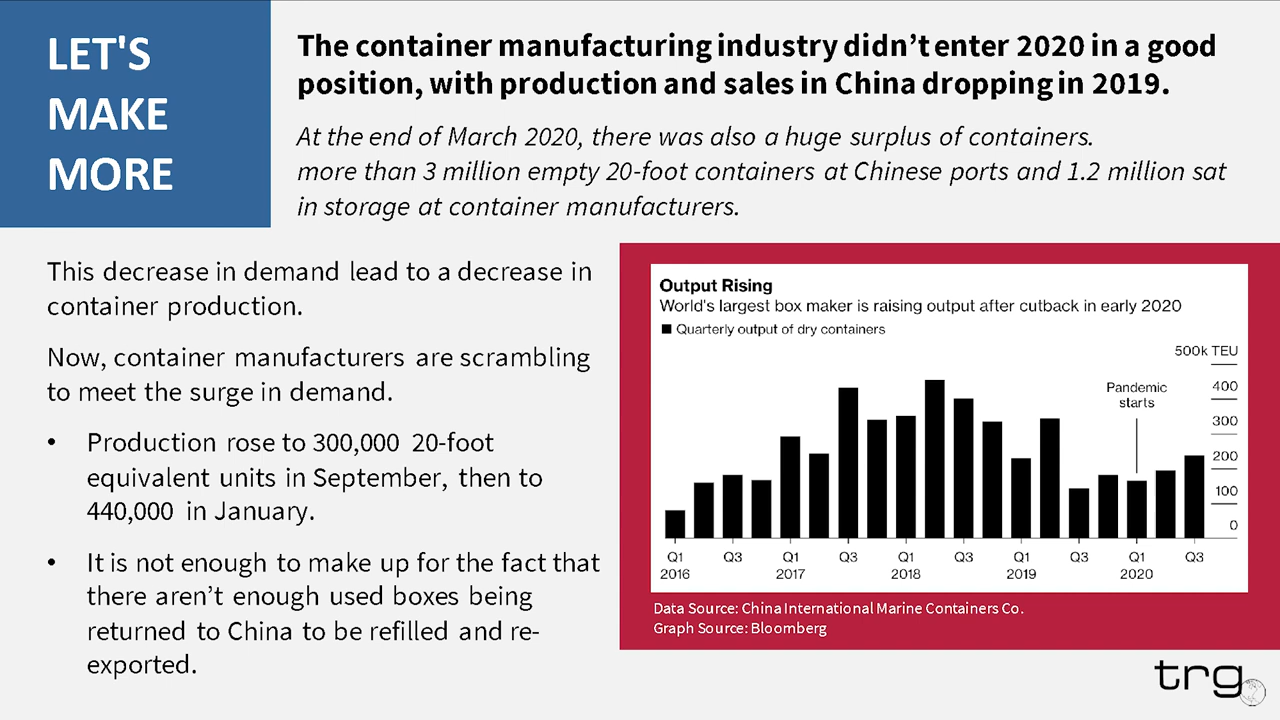 LET'S
MAKE
MORE
The container manufacturing industry didn’t enter 2020 in a good
position, with production and sales in China dropping in 2019.
At the end of March 2020, there was also a huge surplus of containers.
more than 3 million empty 20-foot containers at Chinese ports and 1.2 million sat
in storage at container manufacturers.
This decrease in demand lead to a decrease in
container production.
Now, container manufacturers are scrambling
to meet the surge in demand.
• Production rose to 300,000 20-foot
equivalent units in September, then to
440,000 in January.
• It is not enough to make up for the fact that
there aren’t enough used boxes being
returned to China to be refilled and re-
exported.
Output Rising
World's largest box maker is raising output after cutback in early 2020
Quarterly output of dry containers
500k TEU
Pandemic
starts
400
300
200
100
0
Q1 Q3 Q1 Q3 Q1 Q3 Q1 Q3 Q1 Q3
2016 2017 2018 2019 2020
Data Source: China International Marine Containers Co.
Graph Source: Bloomberg
trg